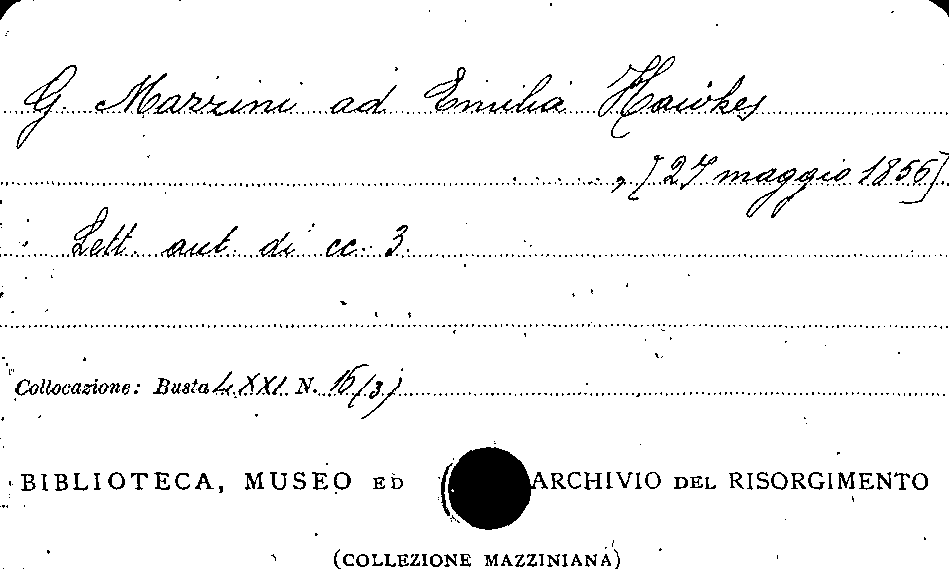 G. Mazzini ad Emilia Hawkes
, [27 maggio 1856]
Lett. aut. di cc. 3.
Collocazione: Busta LXXI N. 16 (3)
BIBLIOTECA, MUSEO ED ARCHIVIO DEL RISORGIMENTO
(COLLEZIONE MAZZINIANA)